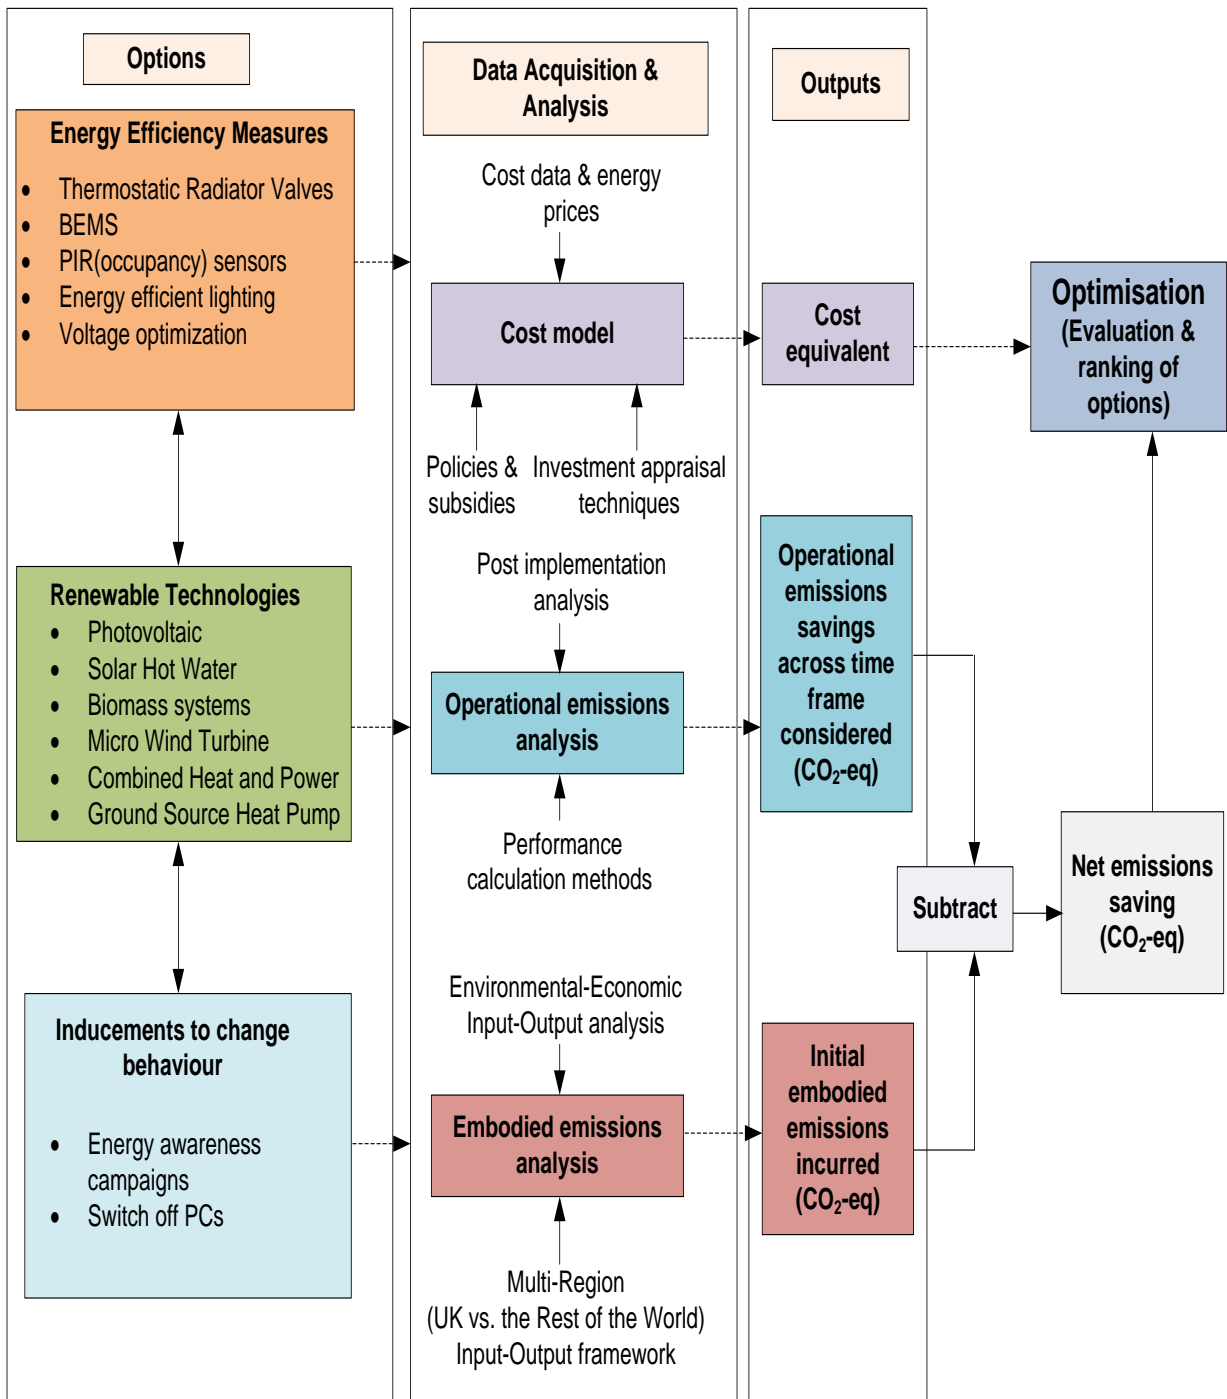 Options
Energy Efficiency Measures
• Thermostatic Radiator Valves
• BEMS
• PIR(occupancy) sensors
• Energy efficient lighting
• Voltage optimization
Renewable Technologies
• Photovoltaic
• Solar Hot Water
• Biomass systems
• Micro Wind Turbine
• Combined Heat and Power
• Ground Source Heat Pump
Inducements to change
behaviour
• Energy awareness
campaigns
• Switch off PCs
Data Acquisition &
Analysis
Cost data & energy
prices
Cost model
Policies &
subsidies
Investment appraisal
techniques
Post implementation
analysis
Operational emissions
analysis
Performance
calculation methods
Environmental-Economic
Input-Output analysis
Embodied emissions
analysis
Multi-Region
(UK vs. the Rest of the World)
Input-Output framework
Outputs
Cost
equivalent
Operational
emissions
savings
across time
frame
considered
(CO₂-eq)
Initial
embodied
emissions
incurred
(CO₂-eq)
Subtract
Net emissions
saving
(CO₂-eq)
Optimisation
(Evaluation &
ranking of
options)